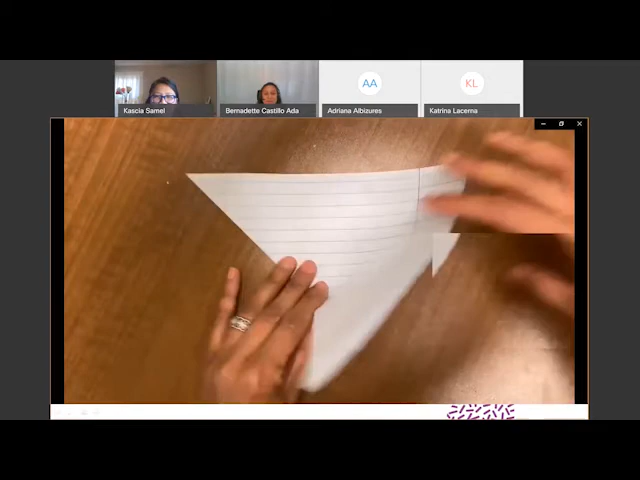 AA
KL
Kascia Samel
Bernadette Castillo Ada
Adriana Albizures
Katrina Lacerna